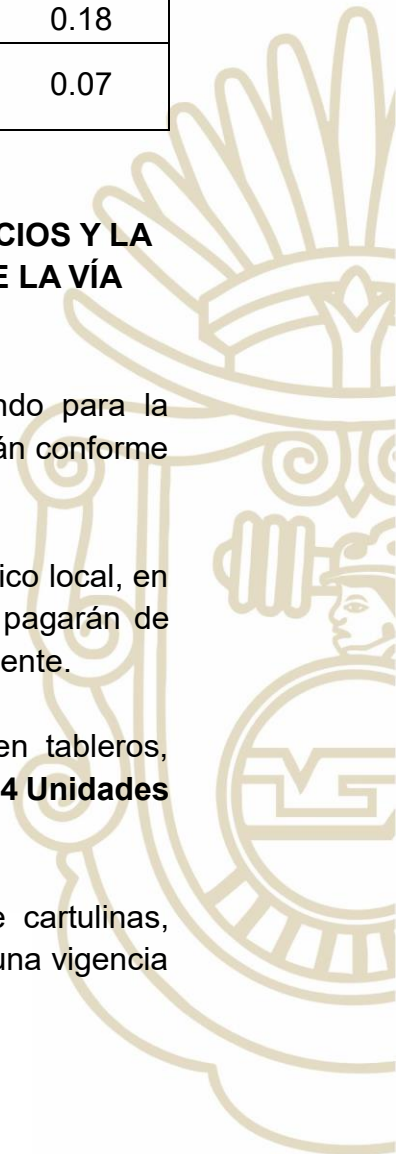 0.18
0.07
CIOS Y LA
E LA VÍA
ndo para la
án conforme
ico local, en
pagarán de
ente.
en tableros,
4 Unidades
e cartulinas,
una vigencia